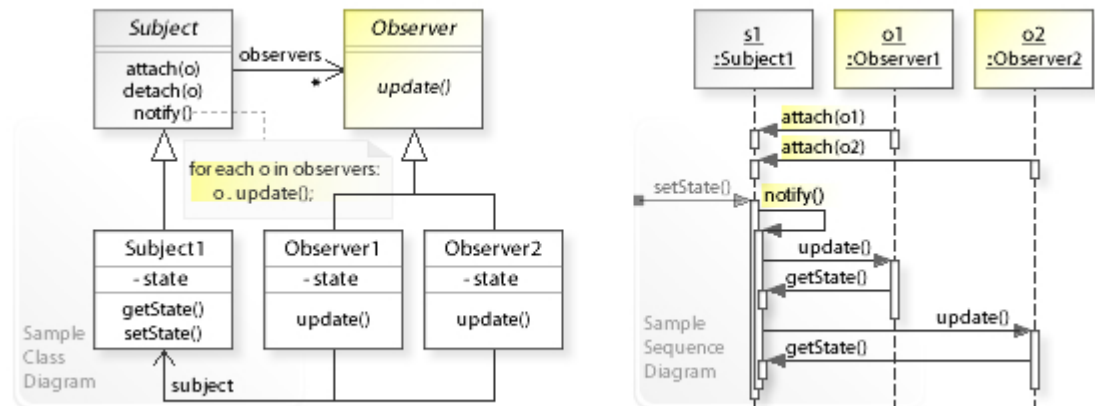 Subject
attach(o)
detach(o)
notify()
observers
*
Observer
update()
for each o in observers:
o . update();
Subject1
- state
getState()
setState()
Observer1
- state
update()
Observer2
- state
update()
subject
Sample
Class
Diagram
s1
:Subject1
o1
:Observer1
o2
:Observer2
attach(o1)
attach(o2)
setState()
notify()
update()
getState()
update()
getState()
Sample
Sequence
Diagram